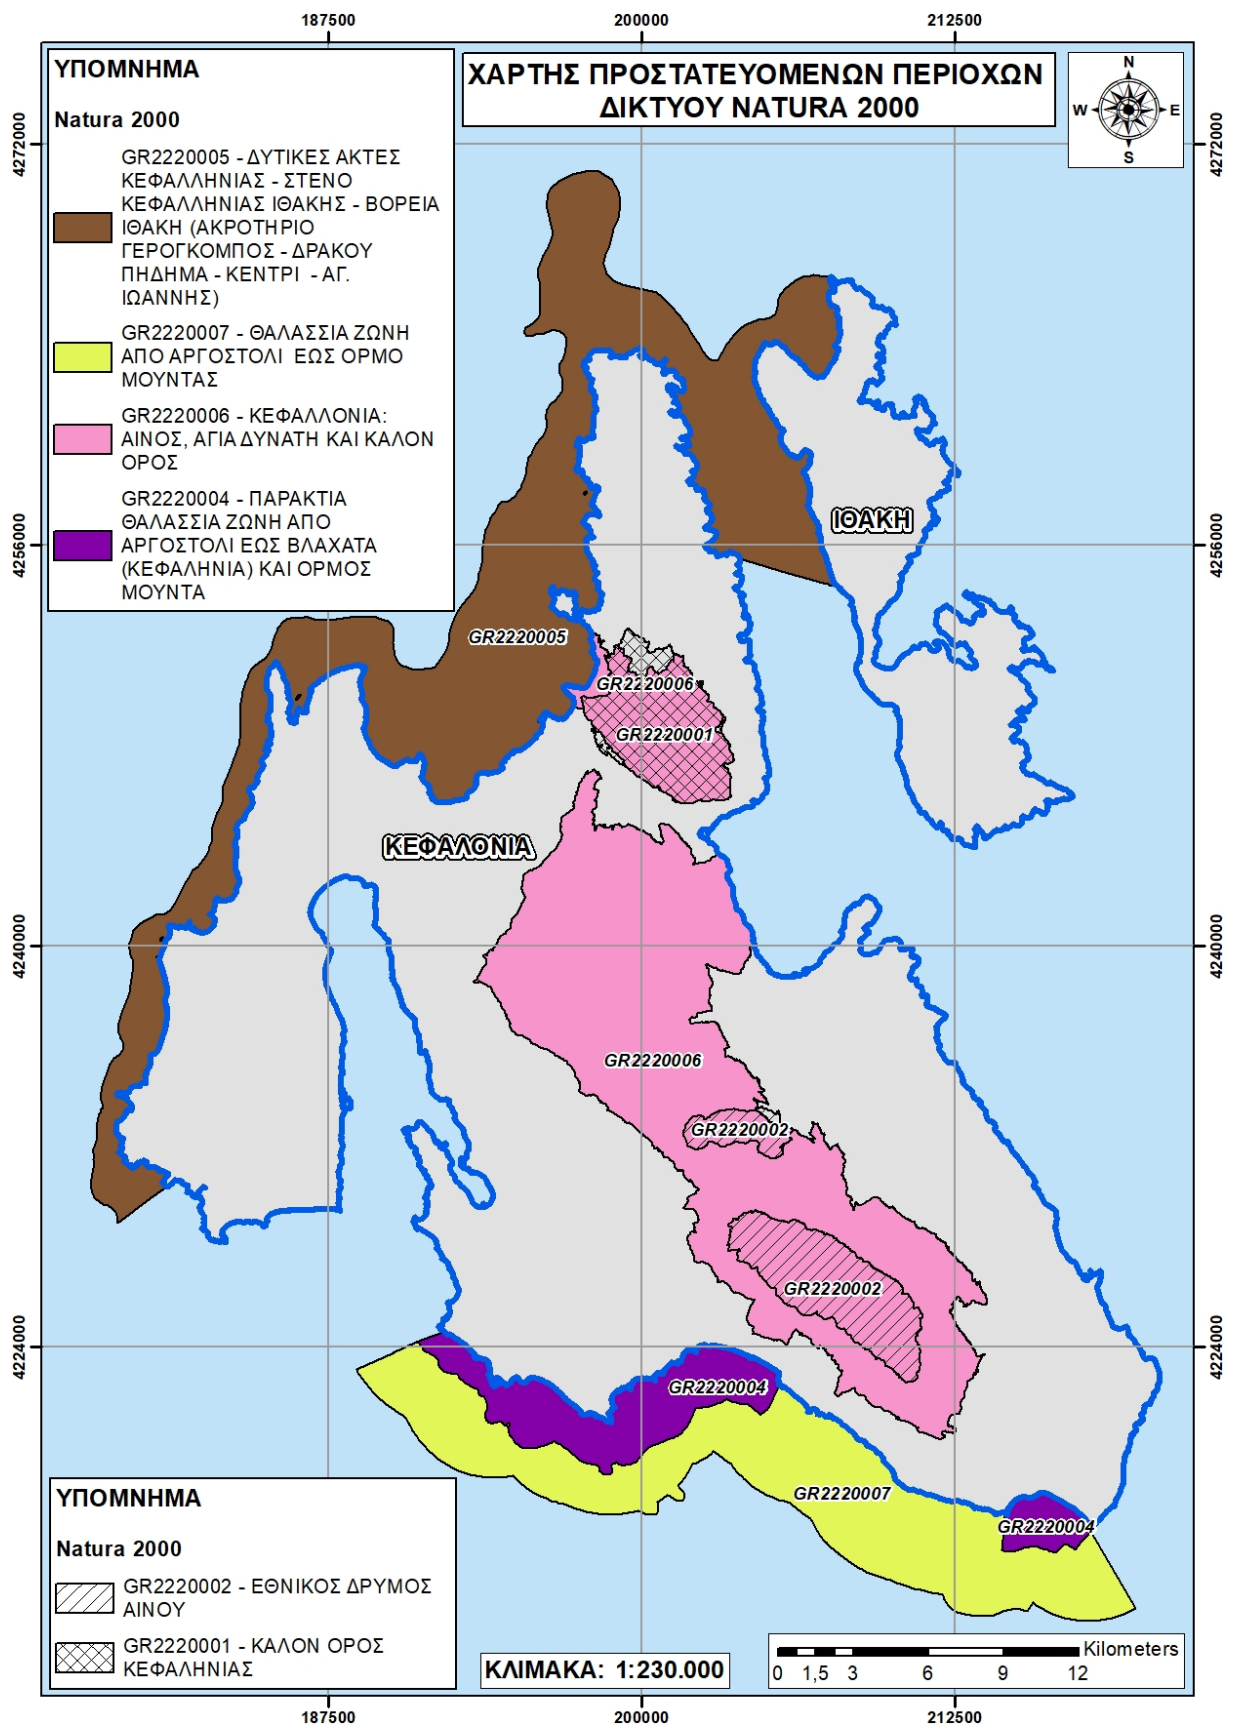 187500
200000
212500
ΥΠΟΜΝΗΜΑ
Natura 2000
GR2220005 - ΔΥΤΙΚΕΣ ΑΚΤΕΣ
ΚΕΦΑΛΛΗΝΙΑΣ - ΣΤΕΝΟ
ΚΕΦΑΛΛΗΝΙΑΣ ΙΘΑΚΗΣ - ΒΟΡΕΙΑ
ΙΘΑΚΗ (ΑΚΡΟΤΗΡΙΟ
ΓΕΡΟΓΚΟΜΠΟΣ - ΔΡΑΚΟΥ
ΠΗΔΗΜΑ - ΚΕΝΤΡΙ - ΑΓ.
ΙΩΑΝΝΗΣ)
GR2220007 - ΘΑΛΑΣΣΙΑ ΖΩΝΗ
ΑΠΟ ΑΡΓΟΣΤΟΛΙ ΕΩΣ ΟΡΜΟ
ΜΟΥΝΤΑΣ
GR2220006 - ΚΕΦΑΛΛΟΝΙΑ:
ΑΙΝΟΣ, ΑΓΙΑ ΔΥΝΑΤΗ ΚΑΙ ΚΑΛΟΝ
ΟΡΟΣ
GR2220004 - ΠΑΡΑΚΤΙΑ
ΘΑΛΑΣΣΙΑ ΖΩΝΗ ΑΠΟ
ΑΡΓΟΣΤΟΛΙ ΕΩΣ ΒΛΑΧΑΤΑ
(ΚΕΦΑΛΗΝΙΑ) ΚΑΙ ΟΡΜΟΣ
ΜΟΥΝΤΑ
ΧΑΡΤΗΣ ΠΡΟΣΤΑΤΕΥΟΜΕΝΩΝ ΠΕΡΙΟΧΩΝ
ΔΙΚΤΥΟΥ NATURA 2000
N
W
E
S
4272000
4272000
4256000
4256000
ΙΘΑΚΗ
GR2220005
GR2220006
GR2220001
ΚΕΦΑΛΟΝΙΑ
4240000
4240000
GR2220006
GR2220002
GR2220002
4224000
4224000
GR2220004
GR2220007
GR2220004
ΥΠΟΜΝΗΜΑ
Natura 2000
GR2220002 - ΕΘΝΙΚΟΣ ΔΡΥΜΟΣ
ΑΙΝΟΥ
GR2220001 - ΚΑΛΟΝ ΟΡΟΣ
ΚΕΦΑΛΗΝΙΑΣ
ΚΛΙΜΑΚΑ: 1:230.000
Kilometers
0 1,5 3 6 9 12
187500
200000
212500